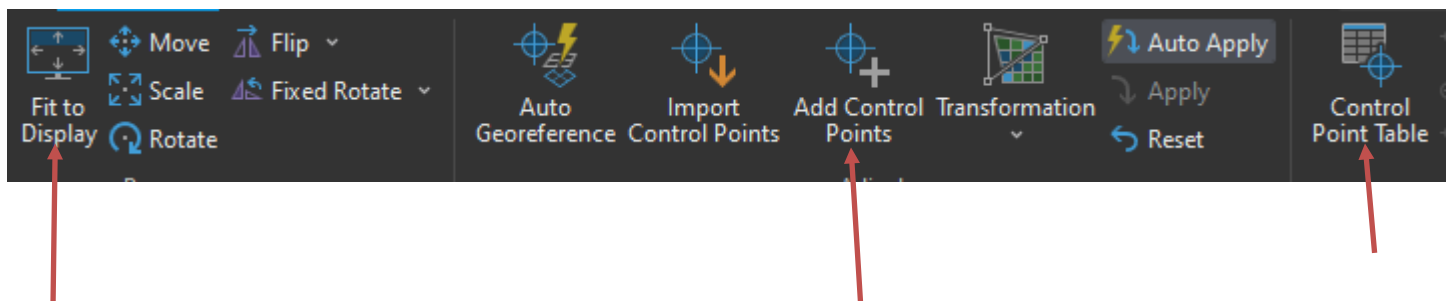 Fit to
Display
Move
Scale
Rotate
Flip
Fixed Rotate
Auto
Georeference
Import
Control Points
Add Control
Points
Transformation
Auto Apply
Apply
Reset
Control
Point Table